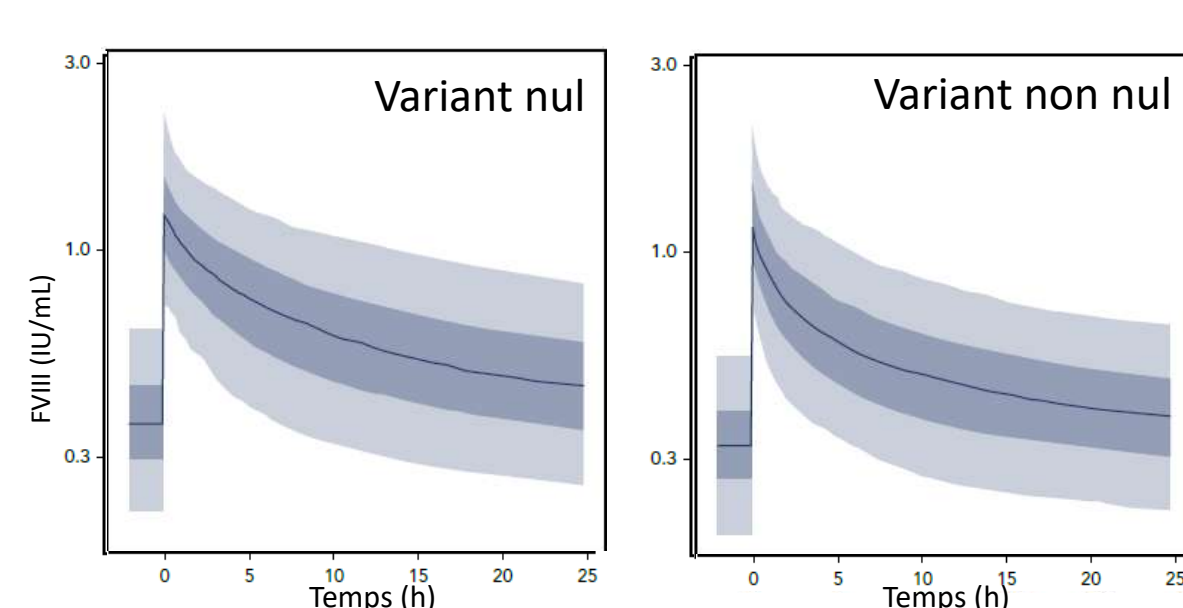 Variant nul
3.0
1.0
0.3
FVIII (IU/mL)
0 5 10 15 20 25
Temps (h)
Variant non nul
3.0
1.0
0.3
0 5 10 15 20 25
Temps (h)